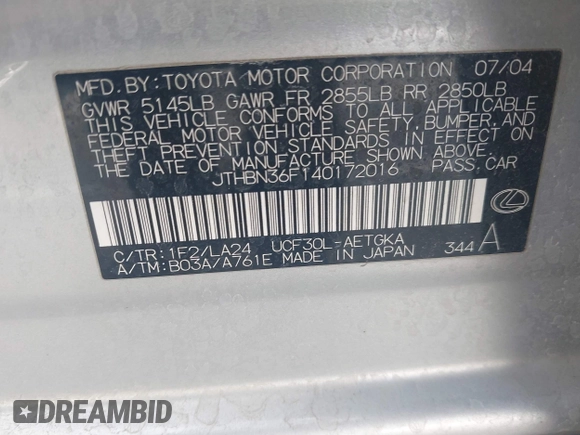 MFD. BY: TOYOTA MOTOR CORPORATION 07/04
GVWR 5145LB GAWR FR 2855LB RR 2850LB
THIS VEHICLE CONFORMS TO ALL APPLICABLE
FEDERAL MOTOR VEHICLE SAFETY, BUMPER, AND
THEFT PREVENTION STANDARDS IN EFFECT ON
THE DATE OF MANUFACTURE SHOWN ABOVE.
JTHBN36F140172016 PASS. CAR
C/TR: 1F2/LA24 UCF30L-AETGKA
A/TM: B03A/A761E MADE IN JAPAN 344 A
DREAMBID